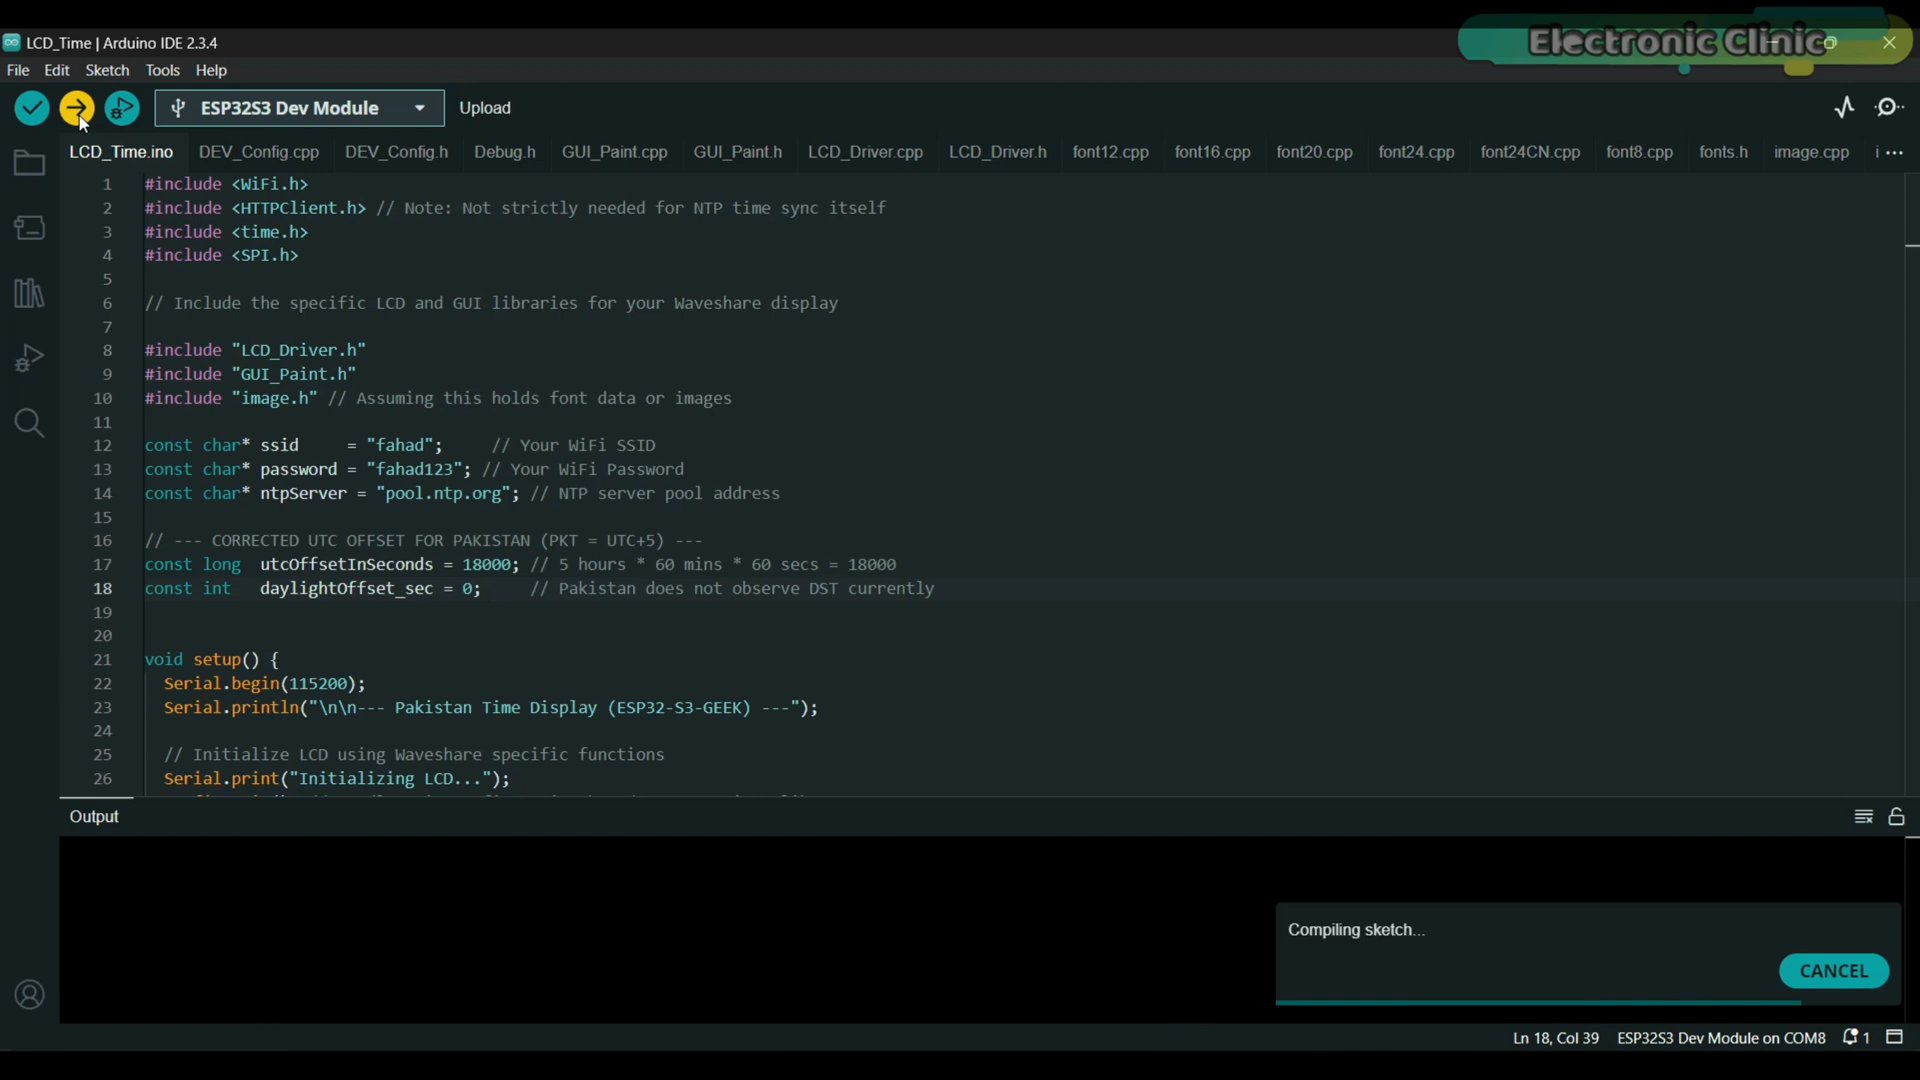 Electronic Clinic
LCD_Time | Arduino IDE 2.3.4
File Edit Sketch Tools Help
ESP32S3 Dev Module
Upload
LCD_Time.ino DEV_Config.cpp DEV_Config.h Debug.h GUI_Paint.cpp GUI_Paint.h LCD_Driver.cpp LCD_Driver.h font12.cpp font16.cpp font20.cpp font24.cpp font24CN.cpp font8.cpp fonts.h image.cpp i ...
1 #include <WiFi.h>
2 #include <HTTPClient.h> // Note: Not strictly needed for NTP time sync itself
3 #include <time.h>
4 #include <SPI.h>
5
6 // Include the specific LCD and GUI libraries for your Waveshare display
7
8 #include "LCD_Driver.h"
9 #include "GUI_Paint.h"
10 #include "image.h" // Assuming this holds font data or images
11
12 const char* ssid     = "fahad";     // Your WiFi SSID
13 const char* password = "fahad123"; // Your WiFi Password
14 const char* ntpServer = "pool.ntp.org"; // NTP server pool address
15
16 // --- CORRECTED UTC OFFSET FOR PAKISTAN (PKT = UTC+5) ---
17 const long  utcOffsetInSeconds = 18000; // 5 hours * 60 mins * 60 secs = 18000
18 const int   daylightOffset_sec = 0;     // Pakistan does not observe DST currently
19
20
21 void setup() {
22   Serial.begin(115200);
23   Serial.println("\n\n--- Pakistan Time Display (ESP32-S3-GEEK) ---");
24
25   // Initialize LCD using Waveshare specific functions
26   Serial.print("Initializing LCD...");
Output
Compiling sketch...
CANCEL
Ln 18, Col 39 ESP32S3 Dev Module on COM8 1